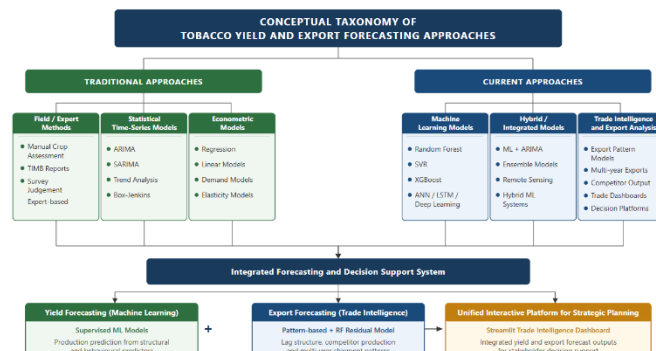 CONCEPTUAL TAXONOMY OF
TOBACCO YIELD AND EXPORT FORECASTING APPROACHES
TRADITIONAL APPROACHES
CURRENT APPROACHES
Field / Expert
Methods
Manual Crop
Assessment
TIMB Reports
Survey
Judgement
Expert-based
Statistical
Time-Series Models
ARIMA
SARIMA
Trend Analysis
Box-Jenkins
Econometric
Models
Regression
Linear Models
Demand Models
Elasticity Models
Machine
Learning Models
Random Forest
SVR
XGBoost
ANN / LSTM /
Deep Learning
Hybrid /
Integrated Models
ML + ARIMA
Ensemble Models
Remote Sensing
Hybrid ML
Systems
Trade Intelligence
and Export Analysis
Export Pattern
Models
Multi-year Exports
Competitor Output
Trade Dashboards
Decision Platforms
Integrated Forecasting and Decision Support System
Yield Forecasting (Machine Learning)
Supervised ML Models
Production prediction from structural
+
Export Forecasting (Trade Intelligence)
Pattern-based + RF Residual Model
Lag structure, competitor production
Unified Interactive Platform for Strategic Planning
Streamlit Trade Intelligence Dashboard
Integrated yield and export forecast outputs